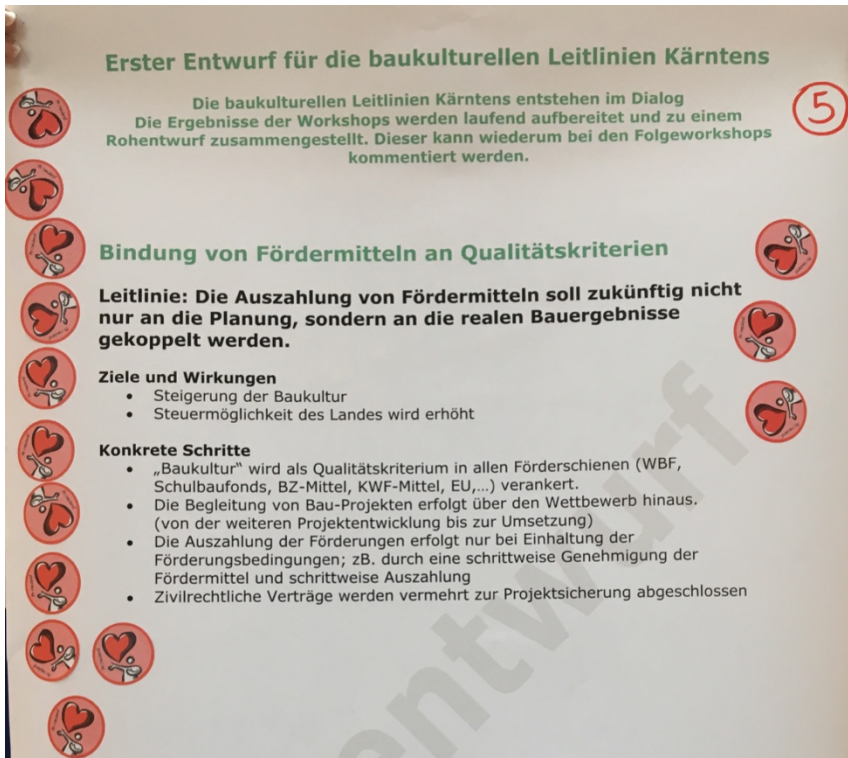 Erster Entwurf für die baukulturellen Leitlinien Kärntens
Die baukulturellen Leitlinien Kärntens entstehen im Dialog
Die Ergebnisse der Workshops werden laufend aufbereitet und zu einem
Rohentwurf zusammengestellt. Dieser kann wiederum bei den Folgeworkshops
kommentiert werden.
5
Bindung von Fördermitteln an Qualitätskriterien
Leitlinie: Die Auszahlung von Fördermitteln soll zukünftig nicht
nur an die Planung, sondern an die realen Bauergebnisse
gekoppelt werden.
Ziele und Wirkungen
• Steigerung der Baukultur
• Steuermöglichkeit des Landes wird erhöht
Konkrete Schritte
• „Baukultur" wird als Qualitätskriterium in allen Förderschienen (WBF,
Schulbaufonds, BZ-Mittel, KWF-Mittel, EU,...) verankert.
• Die Begleitung von Bau-Projekten erfolgt über den Wettbewerb hinaus.
(von der weiteren Projektentwicklung bis zur Umsetzung)
• Die Auszahlung der Förderungen erfolgt nur bei Einhaltung der
Förderungsbedingungen; zB. durch eine schrittweise Genehmigung der
Fördermittel und schrittweise Auszahlung
• Zivilrechtliche Verträge werden vermehrt zur Projektsicherung abgeschlossen
entwurf